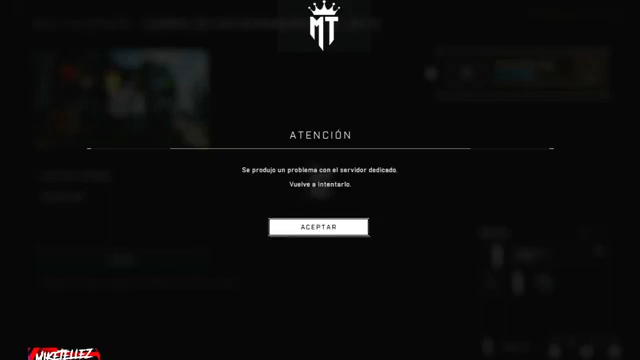 MT
ATENCIÓN
Se produjo un problema con el servidor dedicado.
Vuelve a intentarlo.
ACEPTAR
MIKETELLEZ